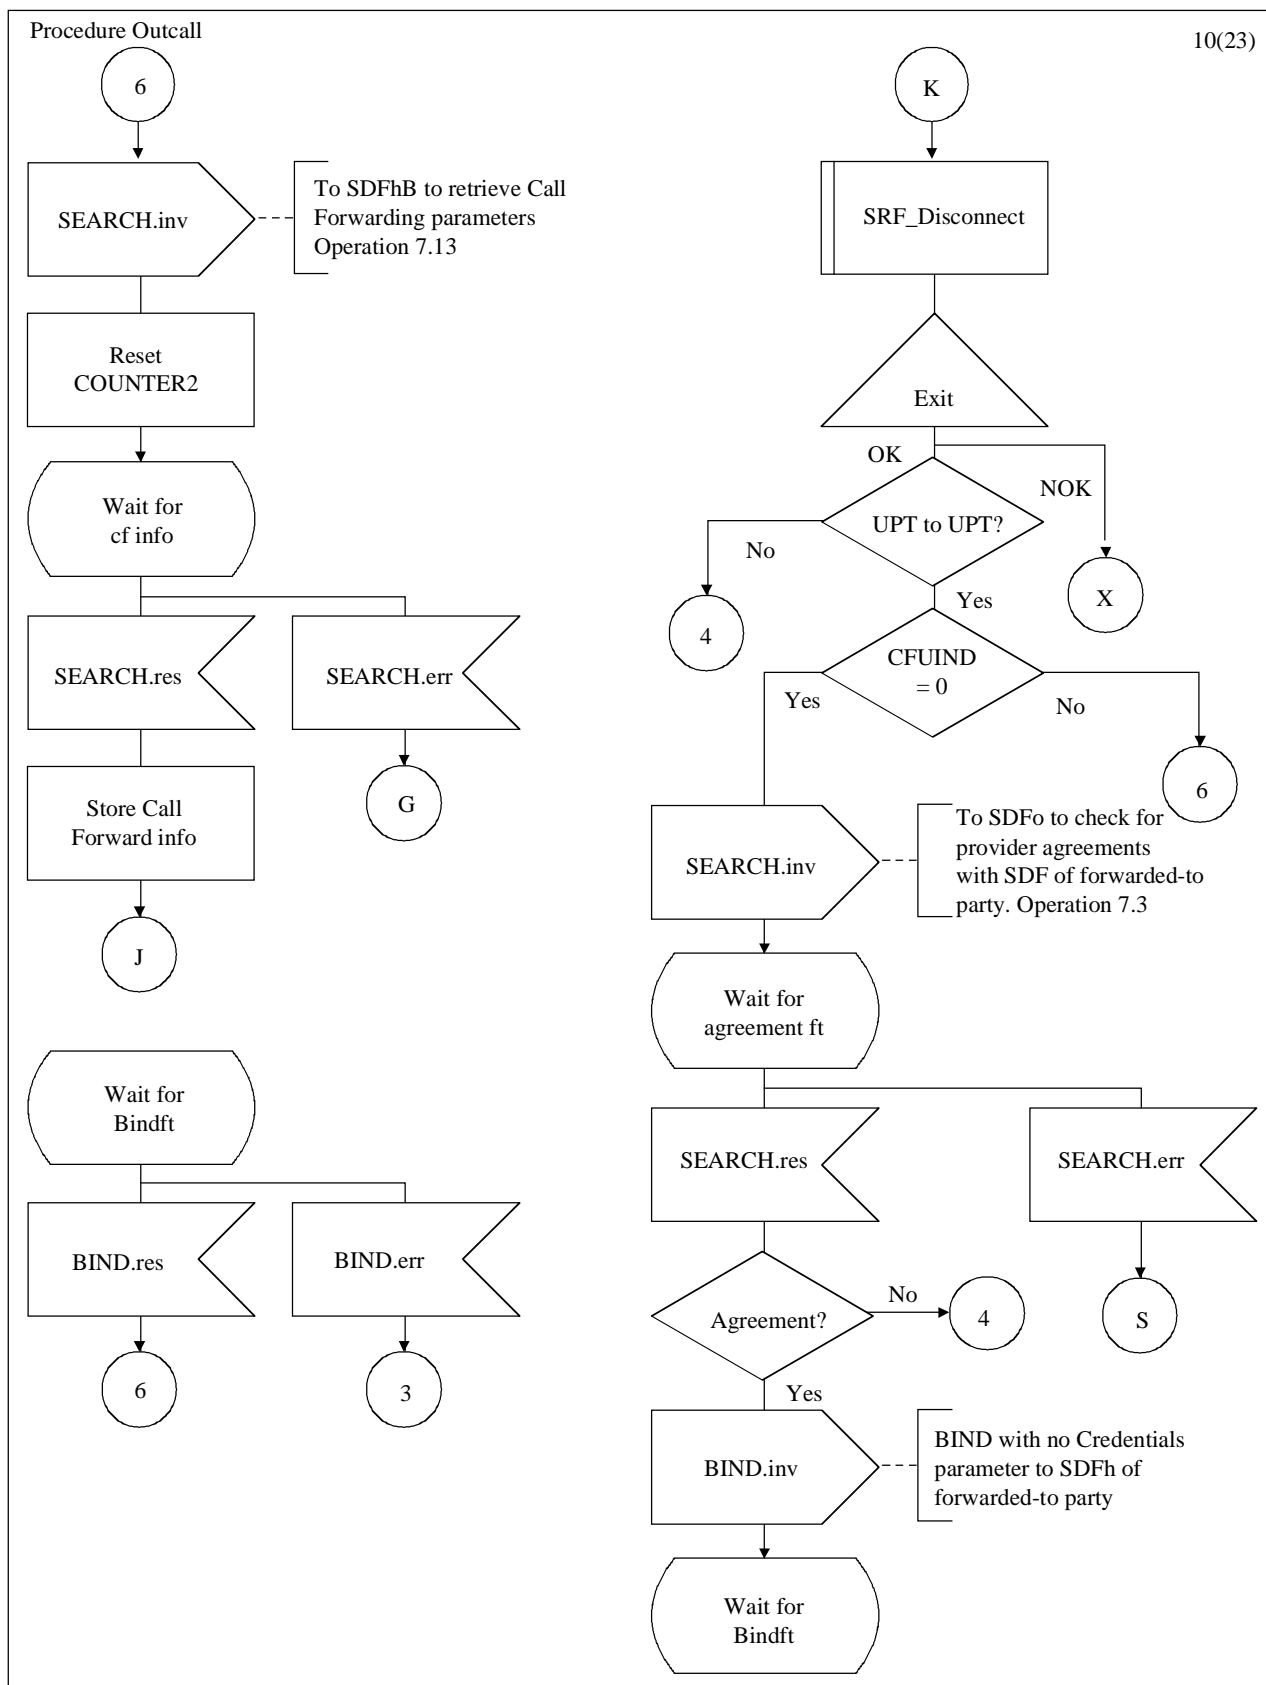 Procedure Outcall
10(23)
6
SEARCH.inv
To SDFhB to retrieve Call
Forwarding parameters
Operation 7.13
Reset
COUNTER2
Wait for
cf info
SEARCH.res
SEARCH.err
Store Call
Forward info
G
J
Wait for
Bindft
BIND.res
BIND.err
6
3
K
SRF_Disconnect
Exit
OK
NOK
UPT to UPT?
No
Yes
4
X
CFUIND
= 0
Yes
No
6
SEARCH.inv
To SDFo to check for
provider agreements
with SDF of forwarded-to
party. Operation 7.3
Wait for
agreement ft
SEARCH.res
SEARCH.err
Agreement?
No
4
S
Yes
BIND.inv
BIND with no Credentials
parameter to SDFh of
forwarded-to party
Wait for
Bindft